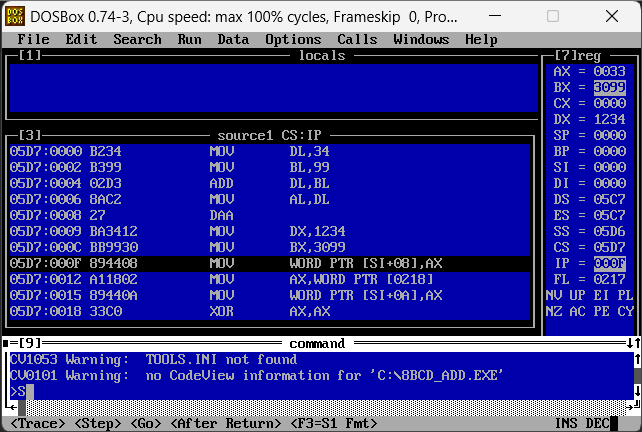 DOS BOX DOSBox 0.74-3, Cpu speed: max 100% cycles, Frameskip 0, Pro...
File Edit Search Run Data Options Calls Windows Help
[1] locals
[3] source1 CS:IP
05D7:0000 B234 MOV DL,34
05D7:0002 B399 MOV BL,99
05D7:0004 02D3 ADD DL,BL
05D7:0006 8AC2 MOV AL,DL
05D7:0008 27 DAA
05D7:0009 BA3412 MOV DX,1234
05D7:000C BB9930 MOV BX,3099
05D7:000F 894408 MOV WORD PTR [SI+08],AX
05D7:0012 A11802 MOV AX,WORD PTR [0218]
05D7:0015 89440A MOV WORD PTR [SI+0A],AX
05D7:0018 33C0 XOR AX,AX
[7]reg
AX = 0033
BX = 3099
CX = 0000
DX = 1234
SP = 0000
BP = 0000
SI = 0000
DI = 0000
DS = 05C7
ES = 05C7
SS = 05D6
CS = 05D7
IP = 000F
FL = 0217
NV UP EI PL
NZ AC PE CY
[9] command
CV1053 Warning: TOOLS.INI not found
CV0101 Warning: no CodeView information for 'C:\8BCD_ADD.EXE'
>S
<Trace> <Step> <Go> <After Return> <F3=S1 Fmt> INS DEC